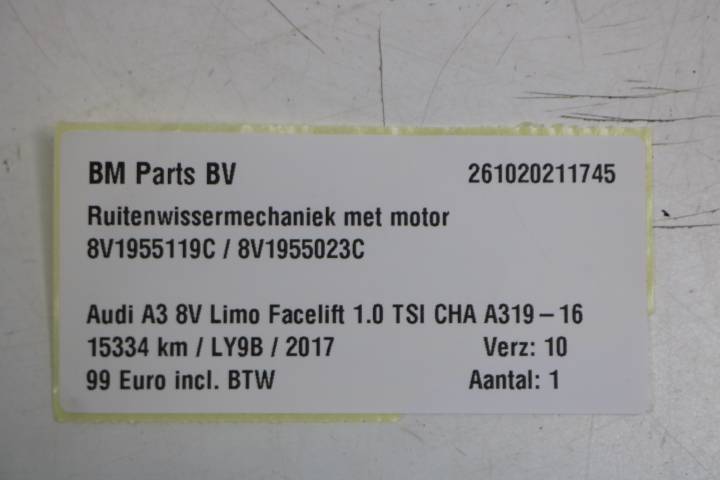 BM Parts BV 261020211745
Ruitenwissermechaniek met motor
8V1955119C / 8V1955023C
Audi A3 8V Limo Facelift 1.0 TSI CHA A319-16
15334 km / LY9B / 2017 Verz: 10
99 Euro incl. BTW Aantal: 1